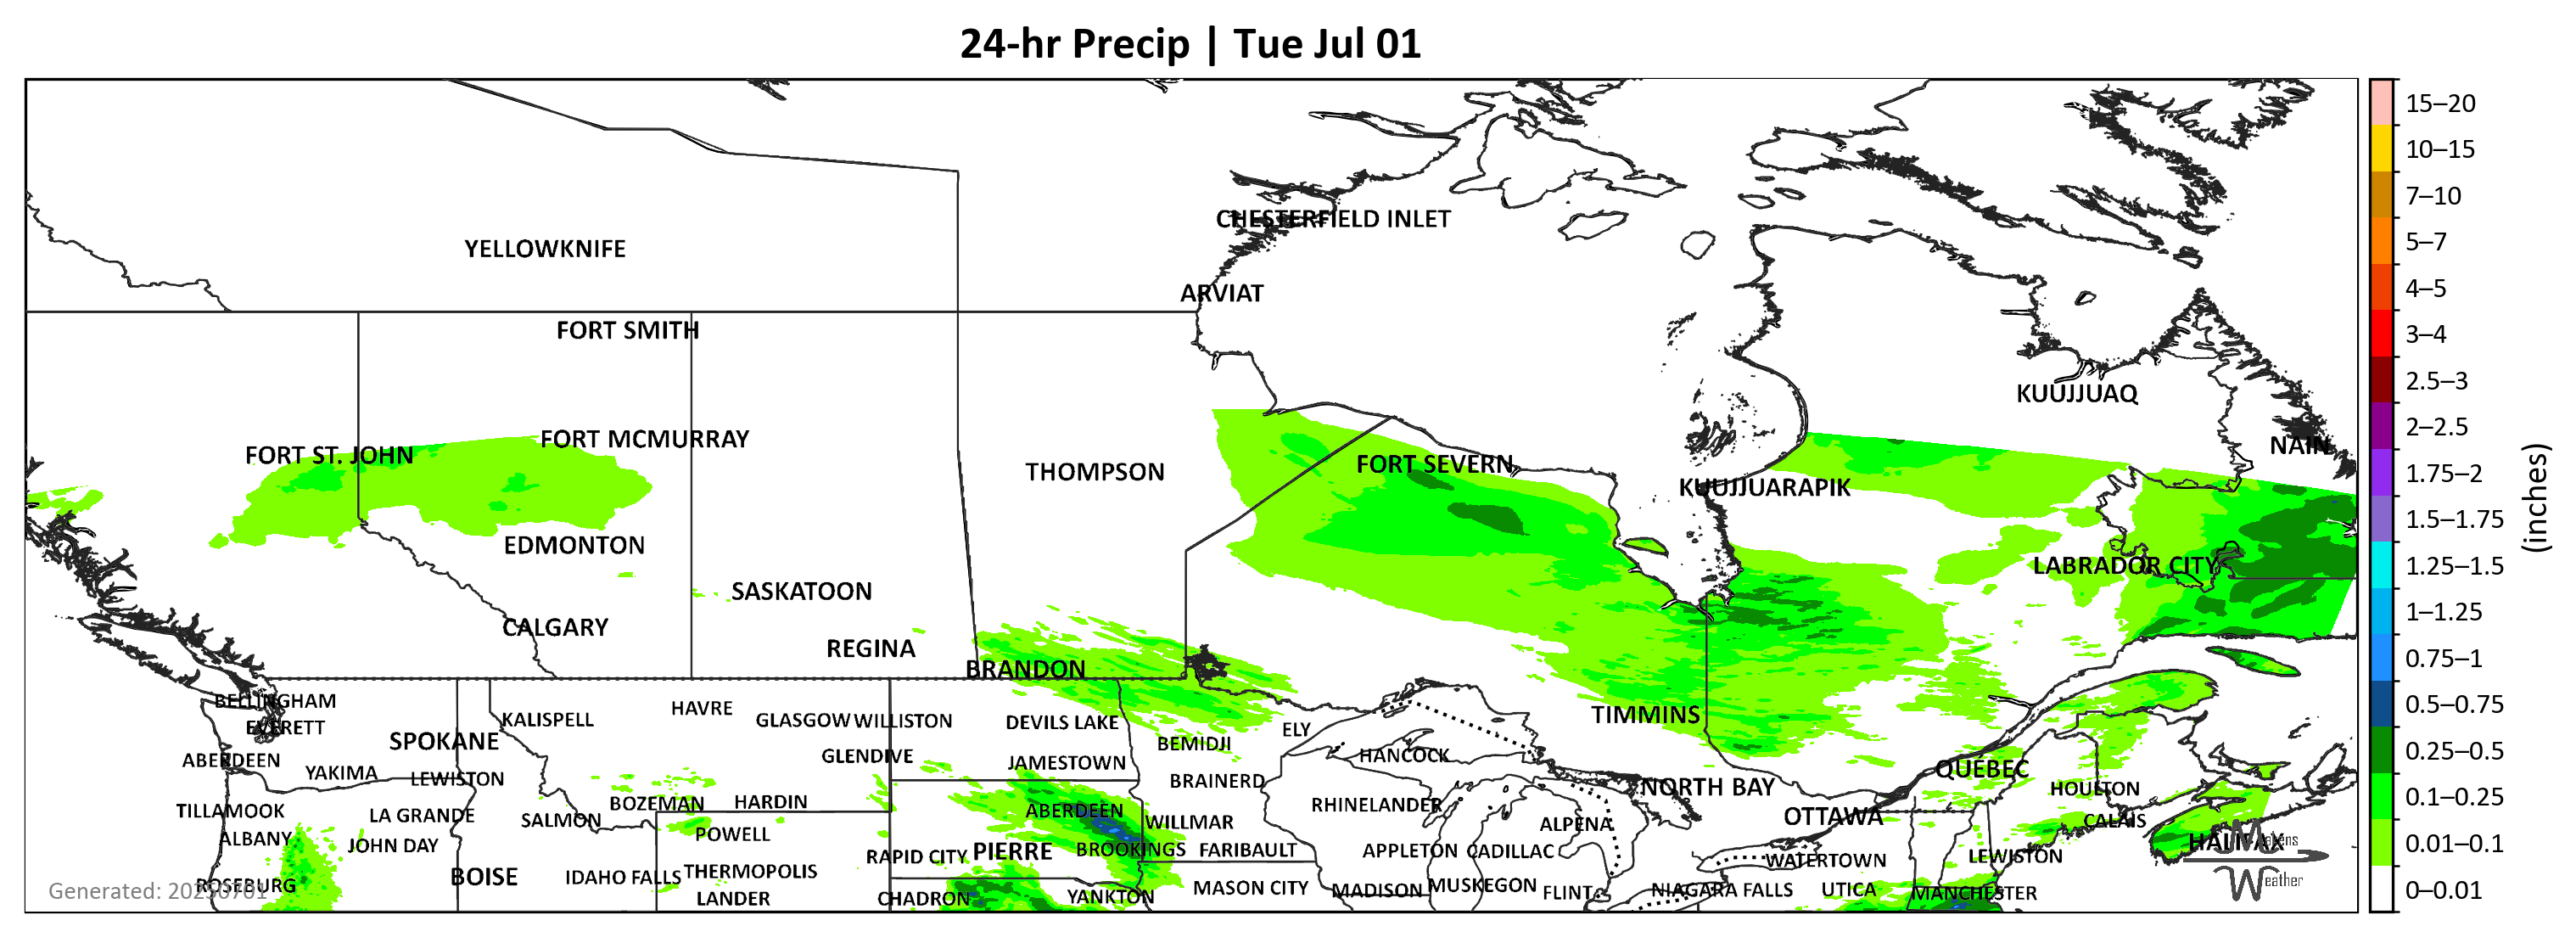 24-hr Precip | Tue Jul 01
CHESTERFIELD INLET
YELLOWKNIFE
ARVIAT
FORT SMITH
KUUJJUAQ
FORT MCMURRAY
NAIN
FORT ST. JOHN
FORT SEVERN
THOMPSON
KUUJJUARAPIK
EDMONTON
LABRADOR CITY
SASKATOON
CALGARY
REGINA
BRANDON
BELLINGHAM
HAVRE
TIMMINS
KALISPELL
GLASGOW WILLISTON
DEVILS LAKE
EVERETT
ELY
SPOKANE
BEMIDJI
GLENDIVE
HANCOCK
ABERDEEN
JAMESTOWN
QUEBEC
YAKIMA
LEWISTON
BRAINERD
NORTH BAY
HOULTON
BOZEMAN
HARDIN
RHINELANDER
TILLAMOOK
LA GRANDE
SALMON
ABERDEEN
WILLMAR
ALPENA
OTTAWA
CALAIS
ALBANY
JOHN DAY
POWELL
HALIFAX
RAPID CITY
PIERRE
BROOKINGS
FARIBAULT
APPLETON
CADILLAC
WATERTOWN
LEWISTON
BOISE
IDAHO FALLS
THERMOPOLIS
ROSEBURG
MASON CITY
MADISON
MUSKEGON
FLINT
NIAGARA FALLS
UTICA
MANCHESTER
LANDER
CHADRON
YANKTON
Generated: 20250701
Weather
15–20
10–15
7–10
5–7
4–5
3–4
2.5–3
2–2.5
1.75–2
1.5–1.75
1.25–1.5
1–1.25
0.75–1
0.5–0.75
0.25–0.5
0.1–0.25
0.01–0.1
0–0.01
(inches)